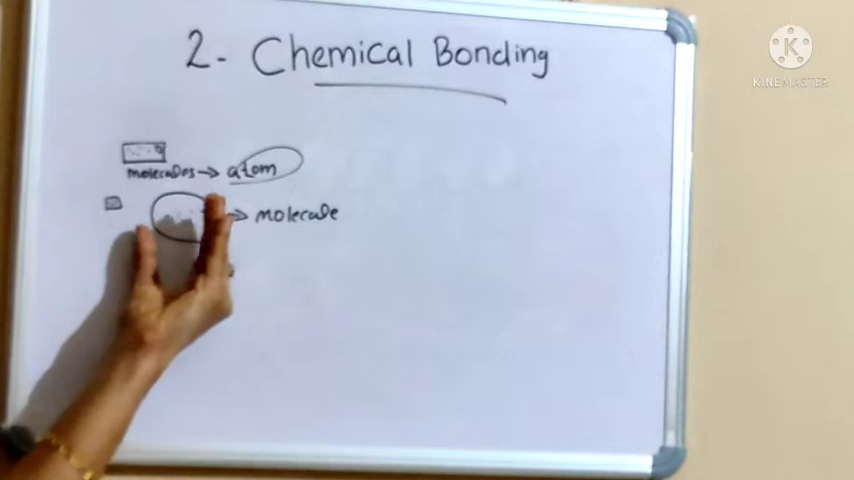 2- Chemical Bonding
K
KINEMASTER
molecules → atom
→ molecule